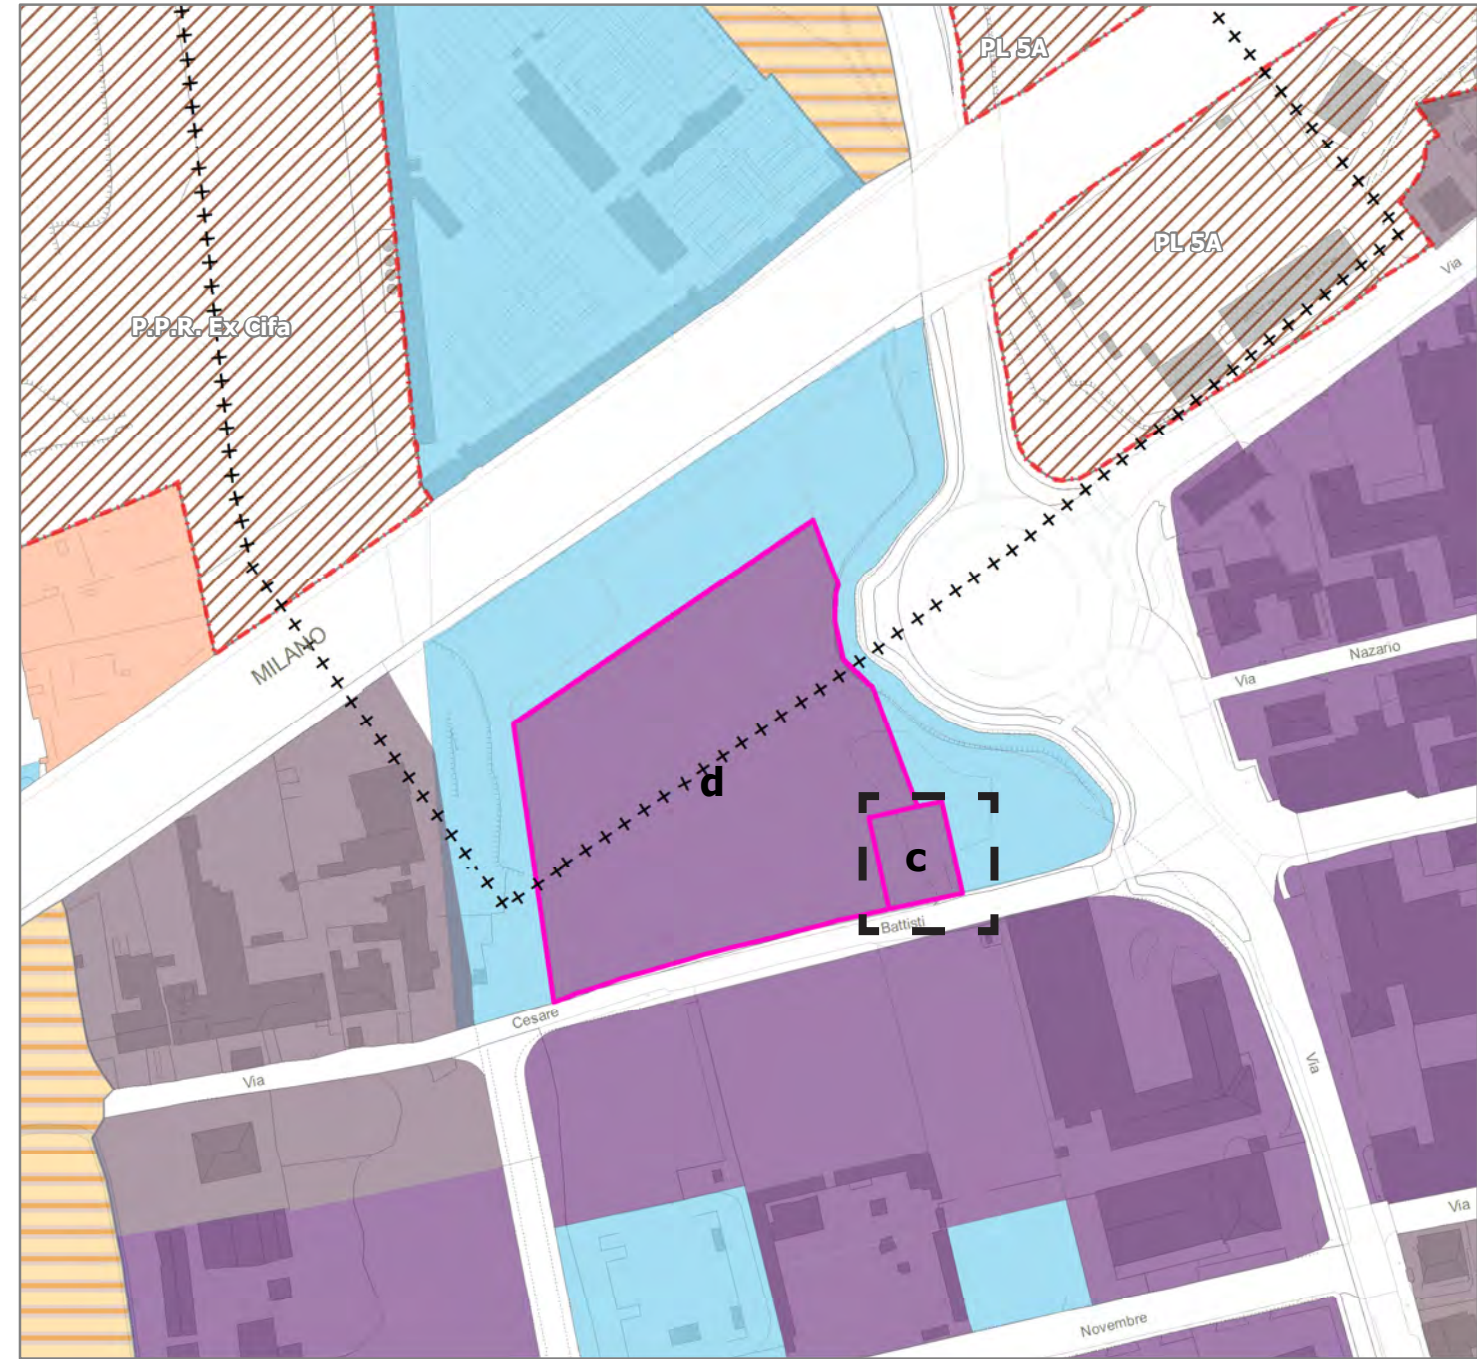 PL 5A
PL 5A
Via
P.P.R. Ex Cifa
MILANO
Nazario
Via
d
c
Battisti
Cesare
Via
Via
Via
Novembre